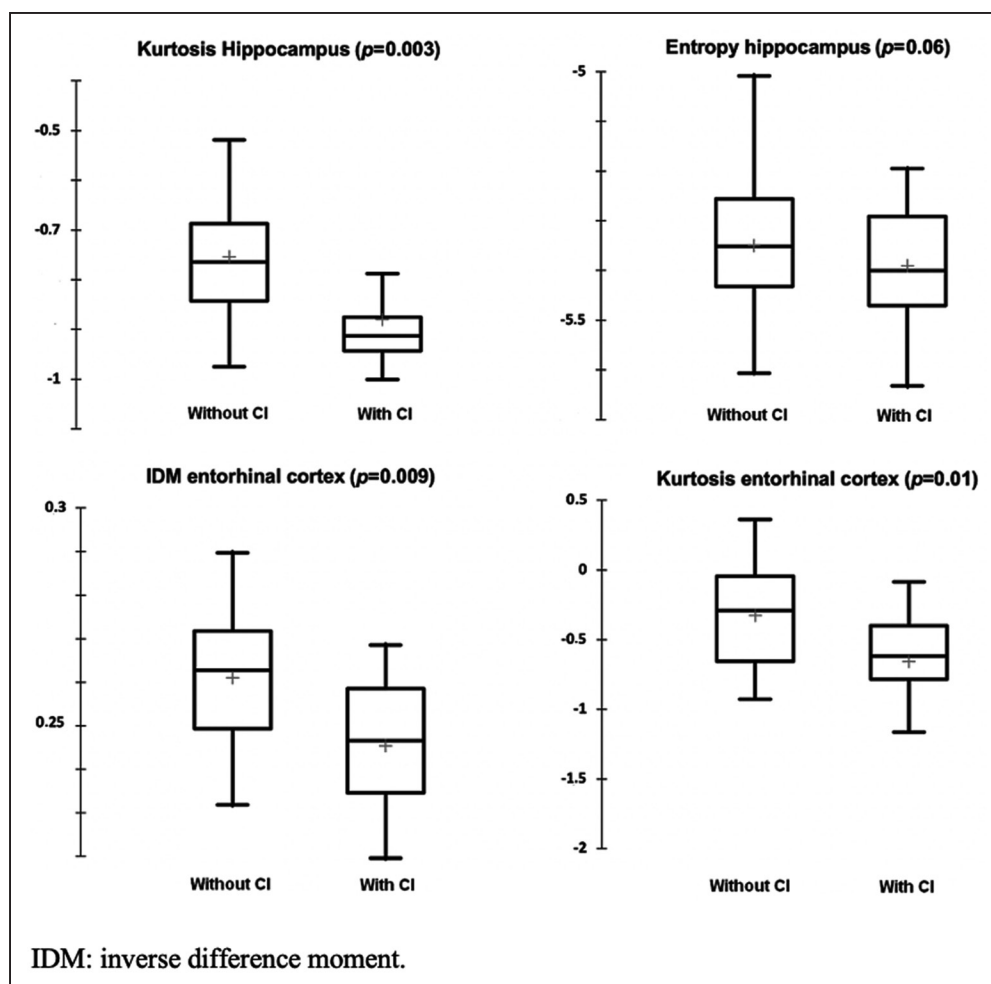 Kurtosis Hippocampus (p=0.003)
-0.5
-0.7
-1
Without CI With CI
Entropy hippocampus (p=0.06)
-5
-5.5
Without CI With CI
IDM entorhinal cortex (p=0.009)
0.3
0.25
Without CI With CI
Kurtosis entorhinal cortex (p=0.01)
0.5
0
-0.5
-1
-1.5
-2
Without CI With CI
IDM: inverse difference moment.